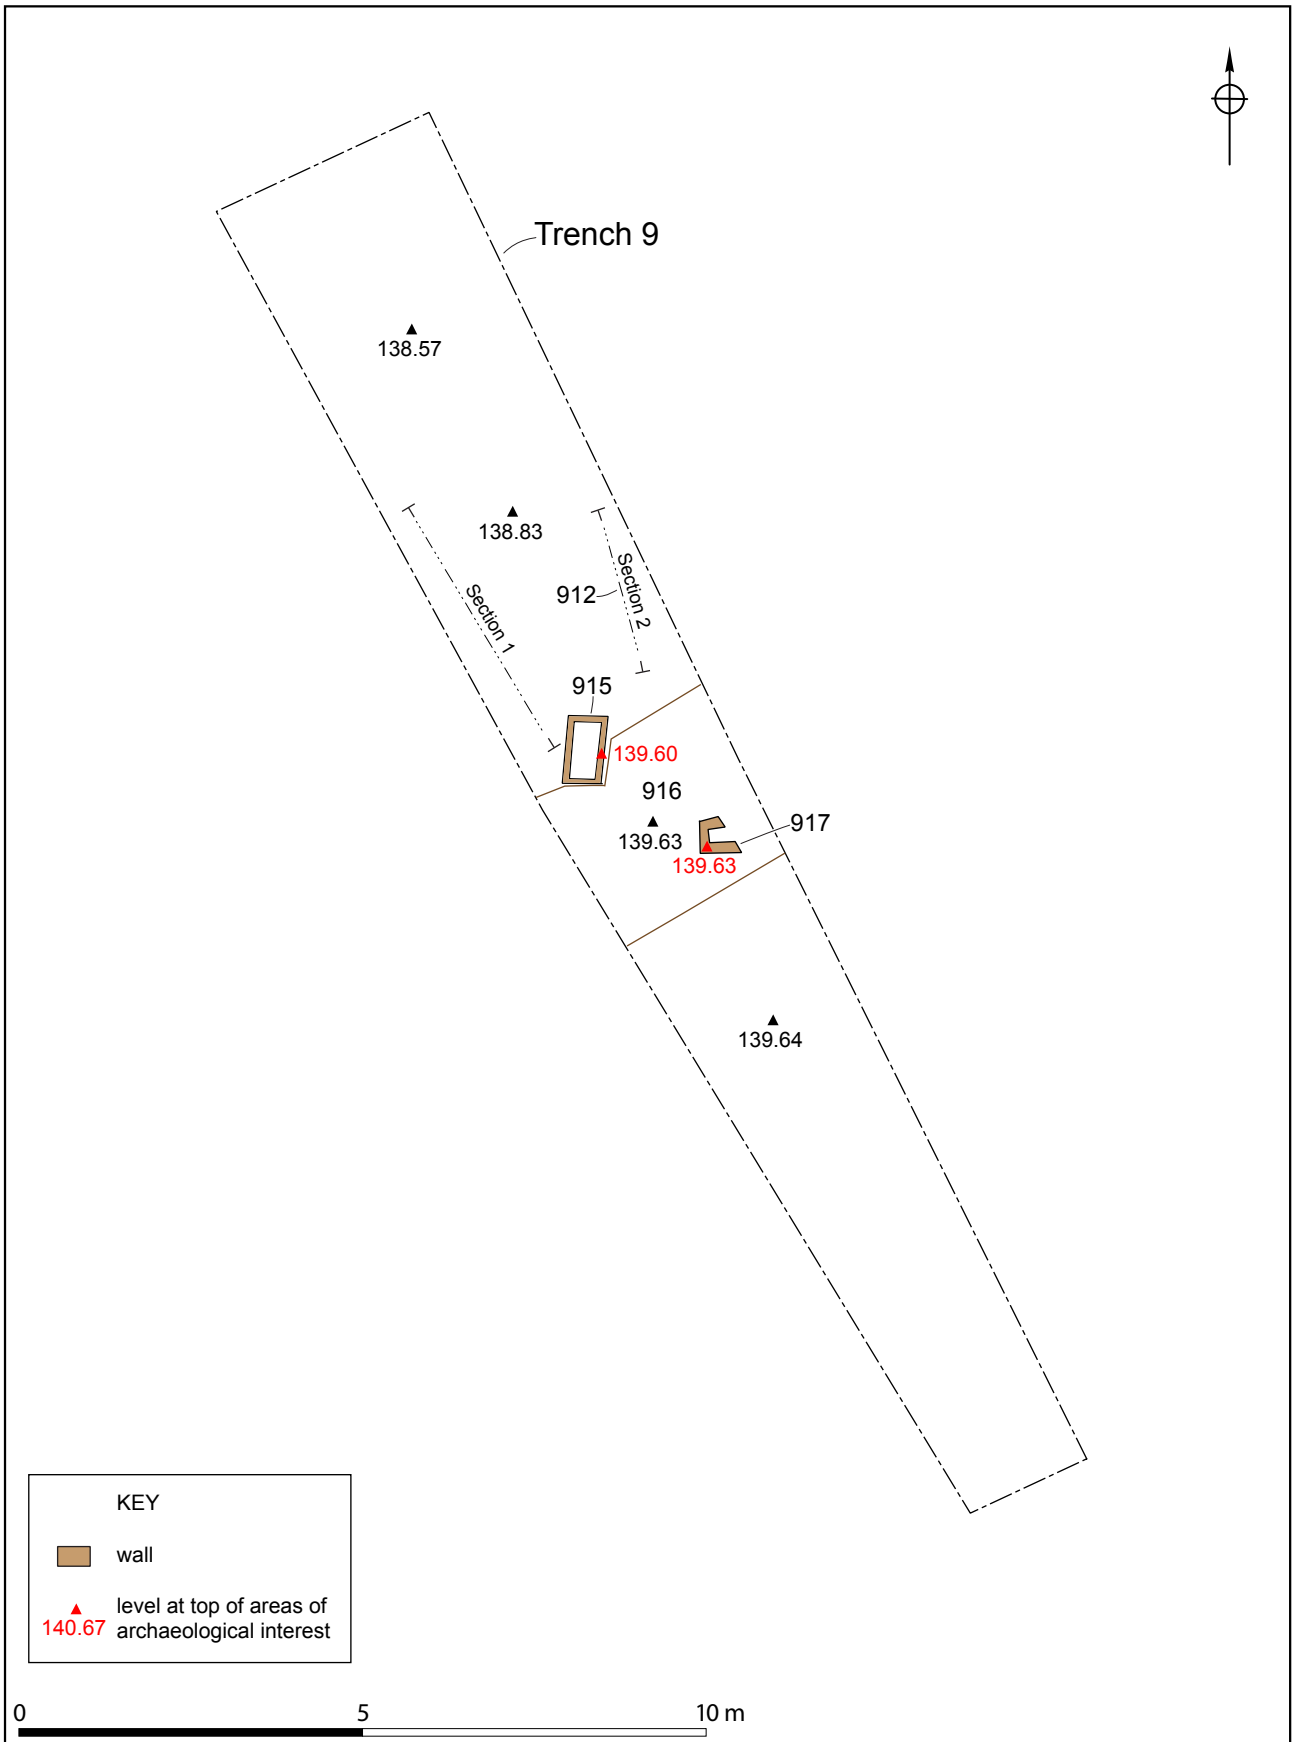 Trench 9
138.57
138.83
Section 1
912
Section 2
915
139.60
916
139.63
917
139.63
139.64
KEY
wall
140.67
level at top of areas of
archaeological interest
0
5
10 m